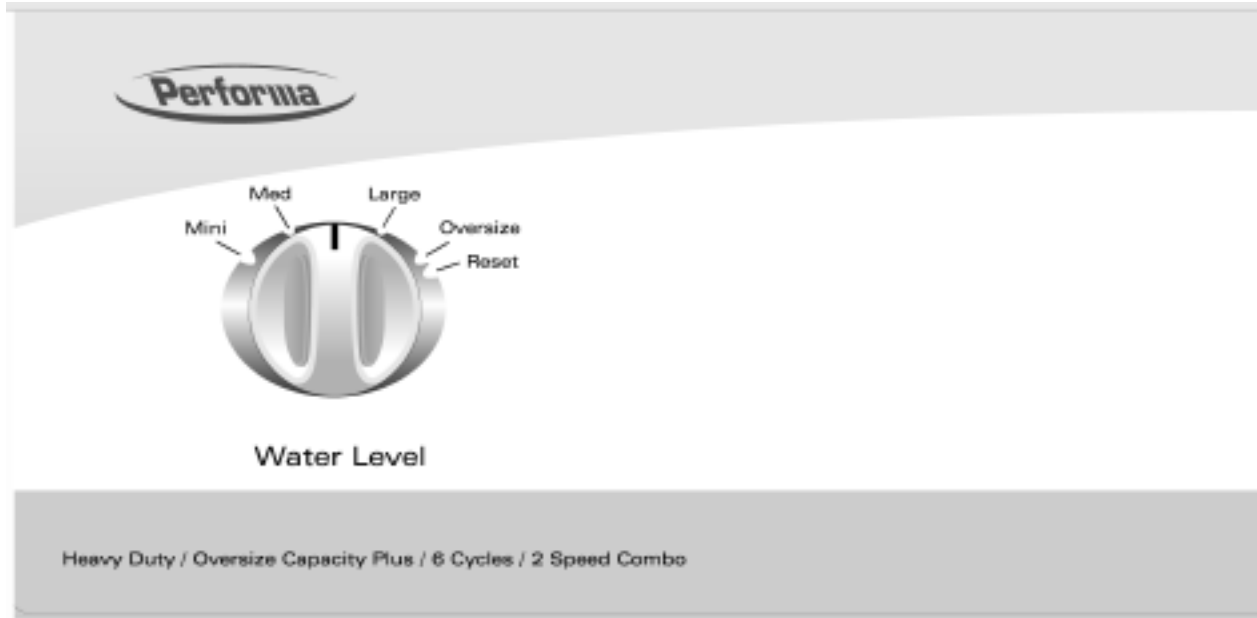 Performa
Med
Large
Mini
Oversize
Reset
Water Level
Heavy Duty / Oversize Capacity Plus / 6 Cycles / 2 Speed Combo